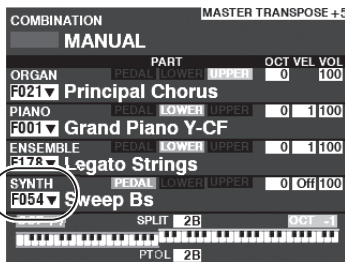 MASTER TRANSPOSE +5
COMBINATION
MANUAL
PART OCT VEL VOL
ORGAN PEDAL LOWER UPPER 0 100
F021▼ Principal Chorus
PIANO PEDAL LOWER UPPER 0 1 100
F001▼ Grand Piano Y-CF
ENSEMBLE PEDAL LOWER UPPER 0 1 100
F178▼ Legato Strings
SYNTH PEDAL LOWER UPPER 0 Off 100
F054▼ Sweep Bs
SPLIT 2B OCT -1
PTOL 2B